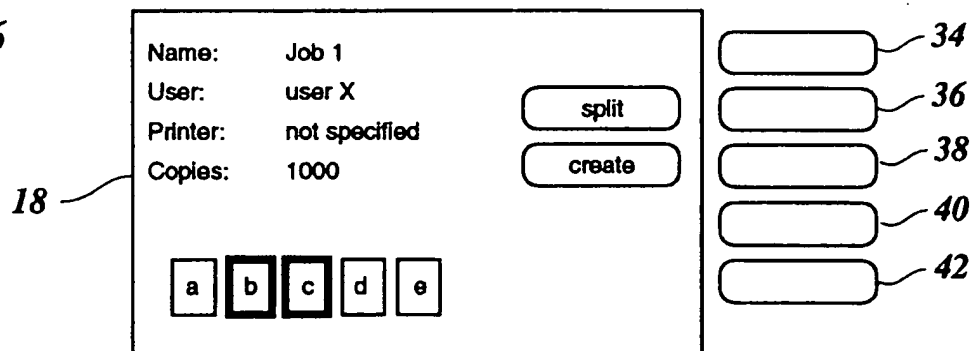 Name: Job 1
User: user X
Printer: not specified
Copies: 1000
split
create
a b c d e
18
34
36
38
40
42